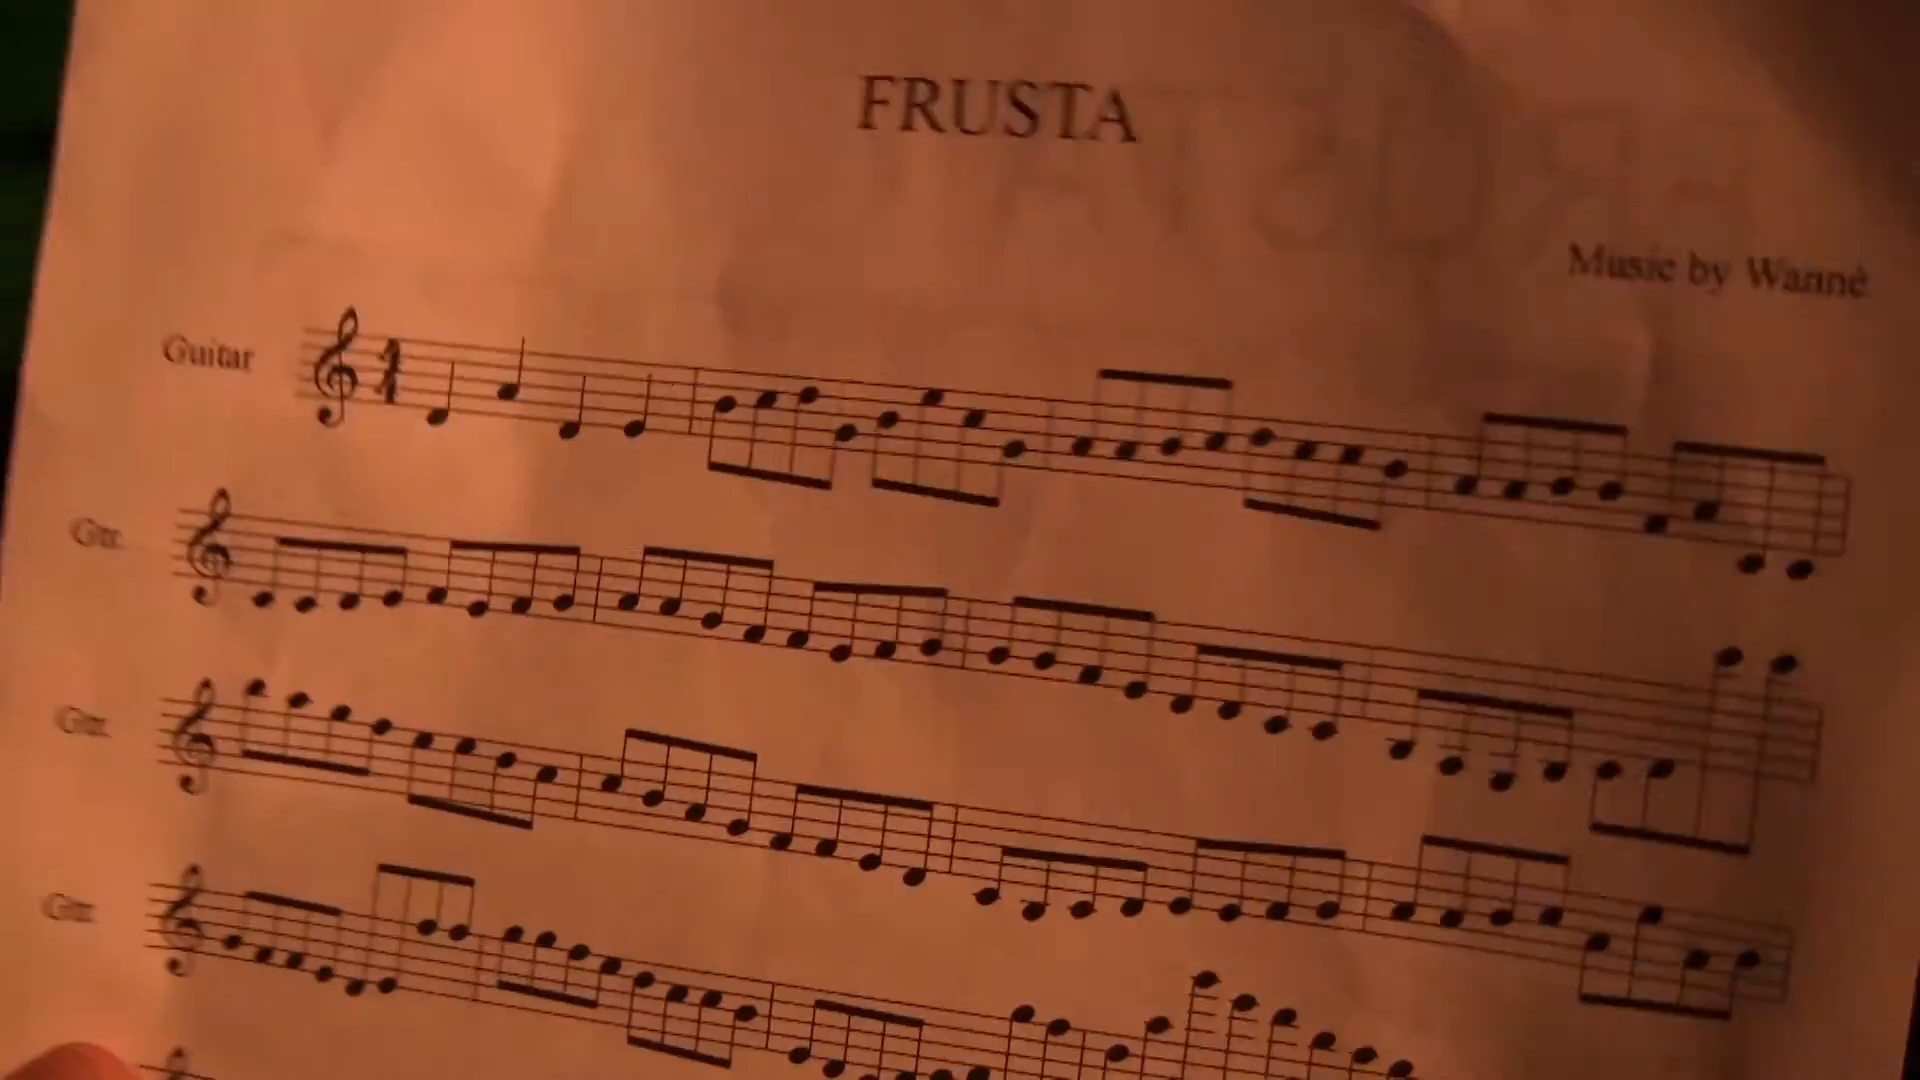 FRUSTA
Music by Wanné
Guitar
Gtr.
Gtr.
Gtr.